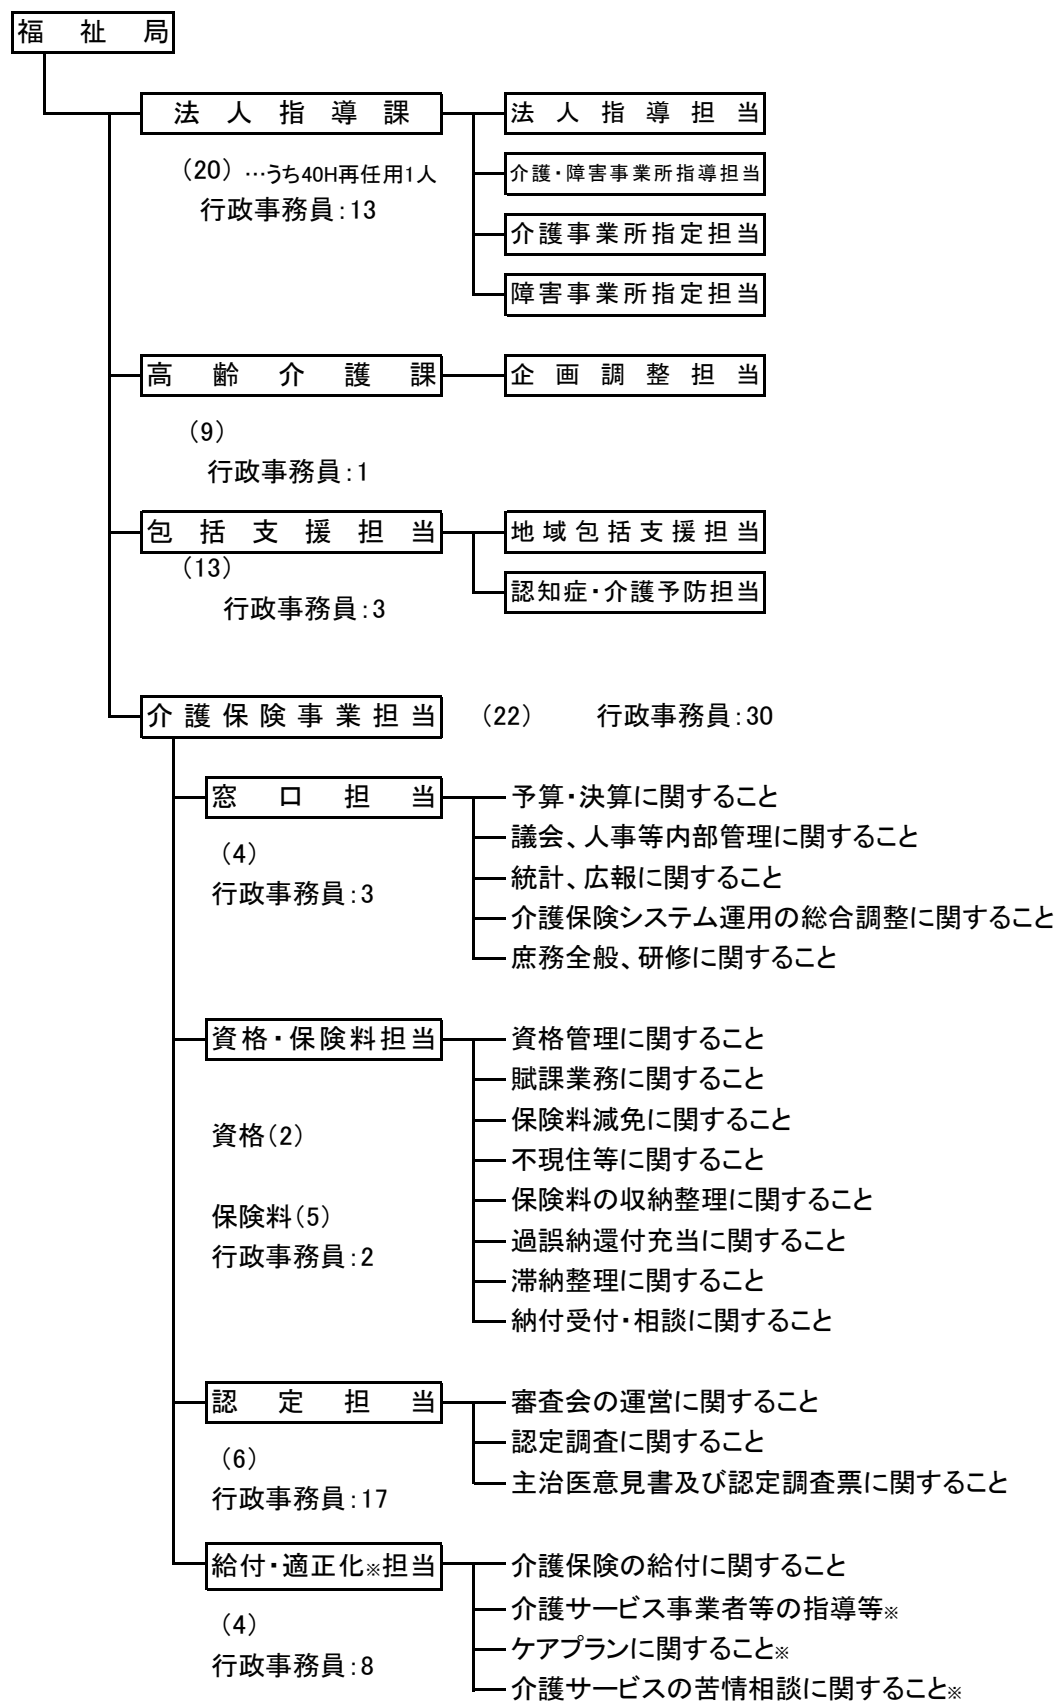 福祉局
法人指導課
法人指導担当
(20) …うち40H再任用1人
介護・障害事業所指導担当
行政事務員:13
介護事業所指定担当
障害事業所指定担当
高齢介護課
企画調整担当
(9)
行政事務員:1
包括支援担当
地域包括支援担当
(13)
認知症・介護予防担当
行政事務員:3
介護保険事業担当 (22) 行政事務員:30
窓口担当
予算・決算に関すること
議会、人事等内部管理に関すること
(4)
統計、広報に関すること
行政事務員:3
介護保険システム運用の総合調整に関すること
庶務全般、研修に関すること
資格・保険料担当
資格管理に関すること
賦課業務に関すること
保険料減免に関すること
資格(2)
不現住等に関すること
保険料の収納整理に関すること
保険料(5)
過誤納還付充当に関すること
行政事務員:2
滞納整理に関すること
納付受付・相談に関すること
認定担当
審査会の運営に関すること
認定調査に関すること
(6)
主治医意見書及び認定調査票に関すること
行政事務員:17
給付・適正化※担当
介護保険の給付に関すること
介護サービス事業者等の指導等※
(4)
ケアプランに関すること※
行政事務員:8
介護サービスの苦情相談に関すること※